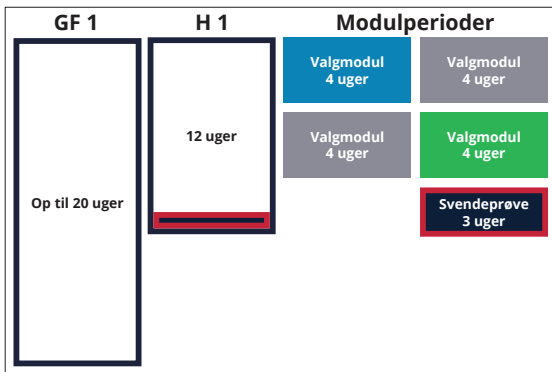 GF 1
H 1
Modulperioder
Op til 20 uger
12 uger
Valgmodul
4 uger
Valgmodul
4 uger
Valgmodul
4 uger
Valgmodul
4 uger
Svendeprøve
3 uger